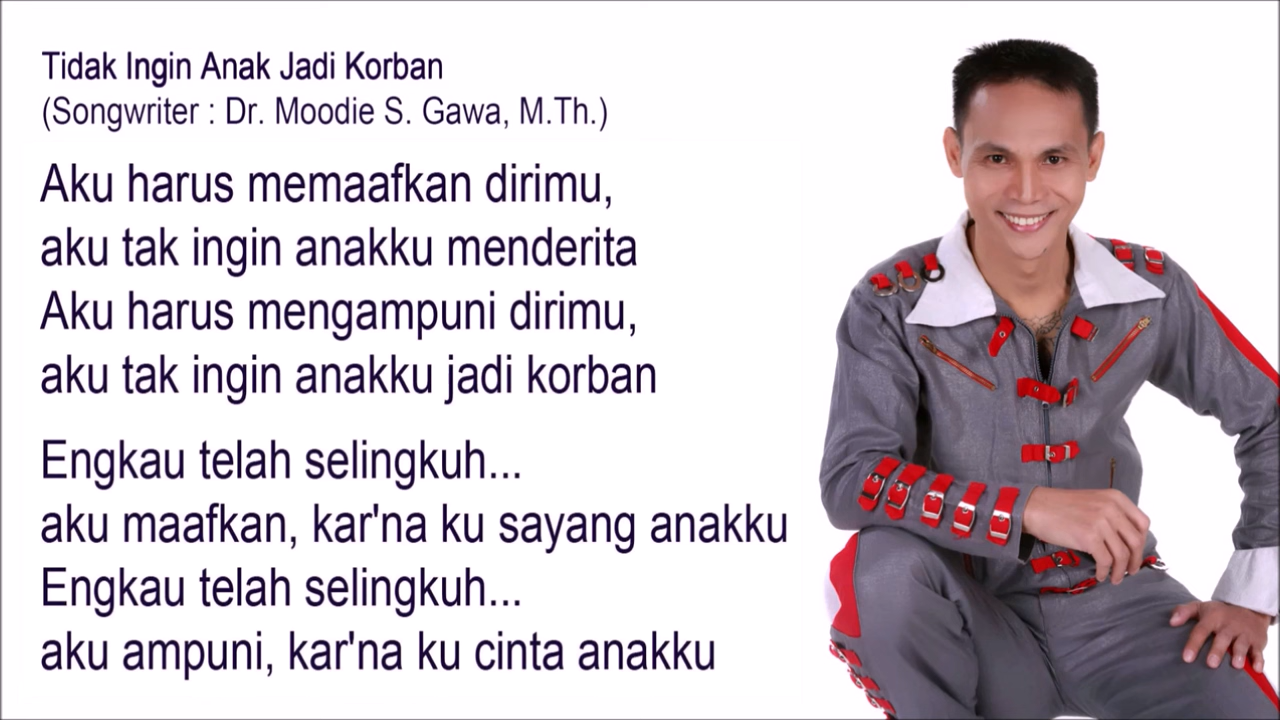 Tidak Ingin Anak Jadi Korban
(Songwriter : Dr. Moodie S. Gawa, M.Th.)
Aku harus memaafkan dirimu,
aku tak ingin anakku menderita
Aku harus mengampuni dirimu,
aku tak ingin anakku jadi korban
Engkau telah selingkuh...
aku maafkan, kar'na ku sayang anakku
Engkau telah selingkuh...
aku ampuni, kar'na ku cinta anakku